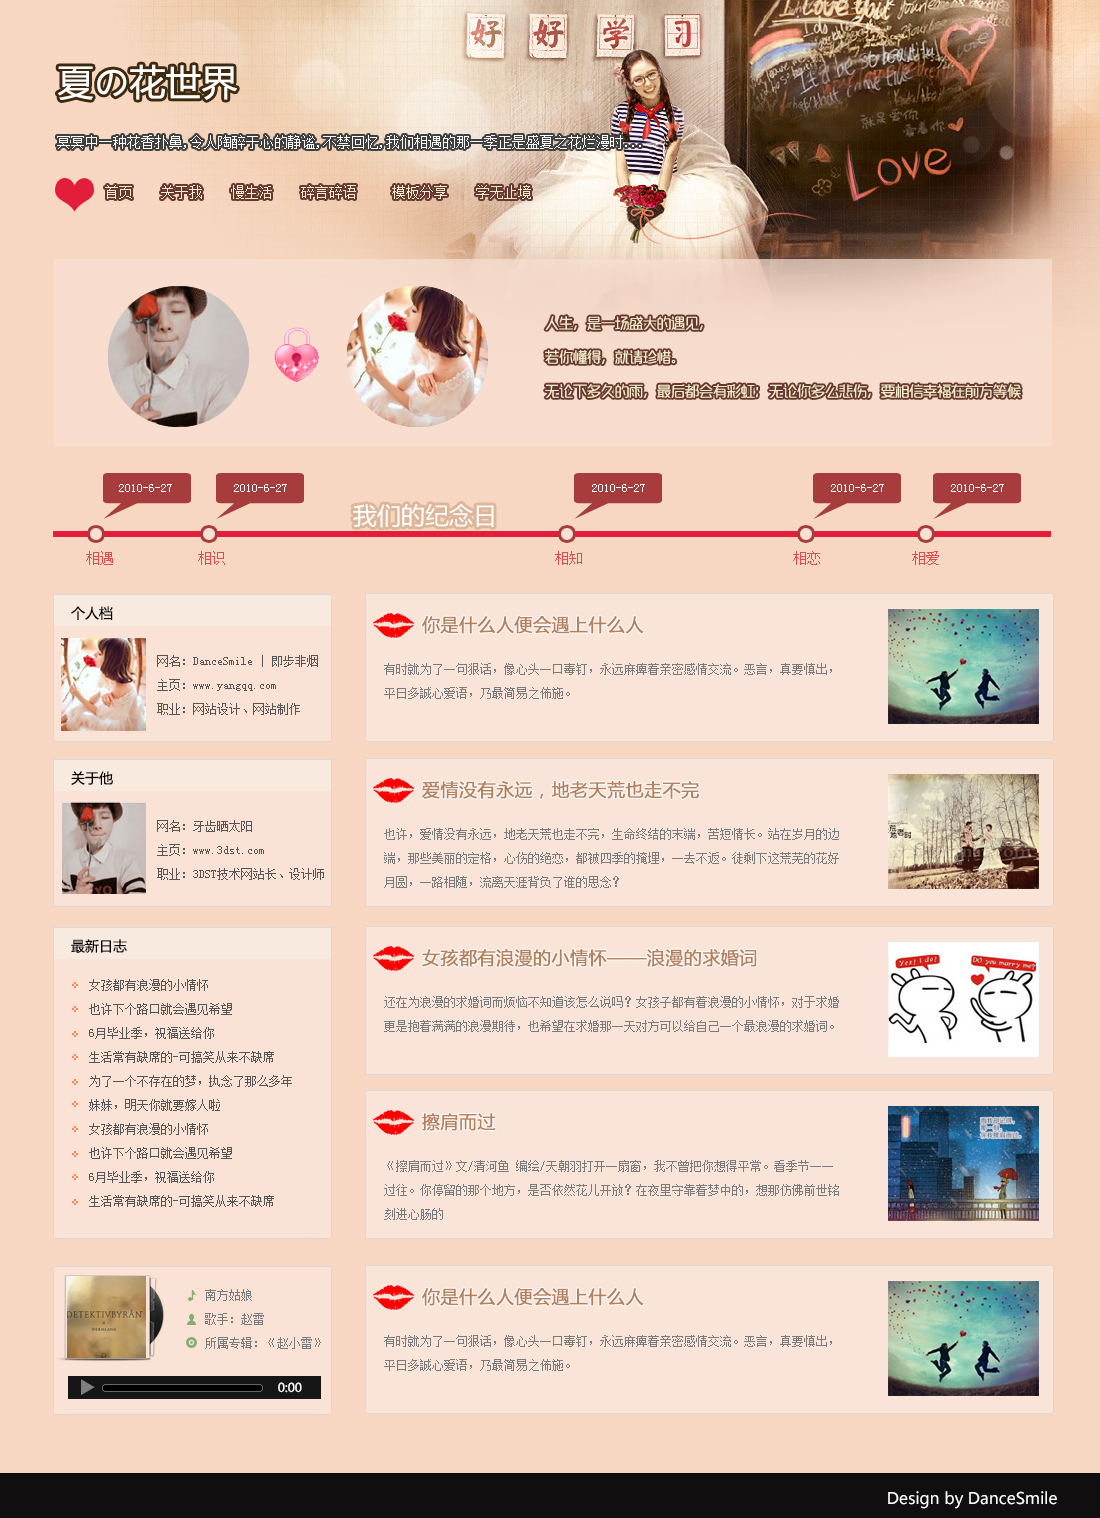 好 好 学 习
夏の花世界
冥冥中一种花香扑鼻,令人陶醉于心的静谧,不禁回忆,我们相遇的那一季正是盛夏之花烂漫时...
Love
首页 关于我 慢生活 碎言碎语 模板分享 学无止境
人生，是一场盛大的遇见，
若你懂得，就请珍惜。
无论下多久的雨，最后都会有彩虹；无论你多么悲伤，要相信幸福在前方等候
2010-6-27 2010-6-27 2010-6-27 2010-6-27 2010-6-27
我们的纪念日
相遇 相识 相知 相恋 相爱
个人档
网名：DanceSmile | 即步非烟
主页：www.yangqq.com
职业：网站设计、网站制作
关于他
网名：牙齿晒太阳
主页：www.3dst.com
职业：3DST技术网站长、设计师
最新日志
女孩都有浪漫的小情怀
也许下个路口就会遇见希望
6月毕业季，祝福送给你
生活常有缺席的-可搞笑从来不缺席
为了一个不存在的梦，执念了那么多年
妹妹，明天你就要嫁人啦
女孩都有浪漫的小情怀
也许下个路口就会遇见希望
6月毕业季，祝福送给你
生活常有缺席的-可搞笑从来不缺席
DETEKTIVBYRÅN
南方姑娘
歌手：赵雷
所属专辑：《赵小雷》
0:00
你是什么人便会遇上什么人
有时就为了一句狠话，像心头一口毒钉，永远麻痺着亲密感情交流。恶言，真要慎出，
平日多誠心爱语，乃最简易之佈施。
爱情没有永远，地老天荒也走不完
也许，爱情没有永远，地老天荒也走不完，生命终结的末端，苦短情长。站在岁月的边
端，那些美丽的定格，心伤的绝恋，都被四季的掩埋，一去不返。徒剩下这荒芜的花好
月圆，一路相随，流离天涯背负了谁的思念？
女孩都有浪漫的小情怀——浪漫的求婚词
还在为浪漫的求婚词而烦恼不知道该怎么说吗？女孩子都有着浪漫的小情怀，对于求婚
更是抱着满满的浪漫期待，也希望在求婚那一天对方可以给自己一个最浪漫的求婚词。
Yes! I do!
DO you marry me?
擦肩而过
《擦肩而过》文/清河鱼 编绘/天朝羽打开一扇窗，我不曾把你想得平常。看季节一一
过往。你停留的那个地方，是否依然花儿开放？在夜里守靠着梦中的，想那仿佛前世铭
刻进心肠的
你是什么人便会遇上什么人
有时就为了一句狠话，像心头一口毒钉，永远麻痺着亲密感情交流。恶言，真要慎出，
平日多誠心爱语，乃最简易之佈施。
Design by DanceSmile